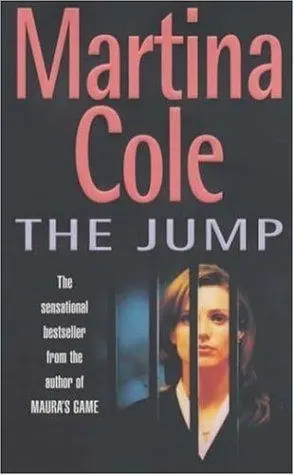 Martina
Cole
THE JUMP
The
sensational
bestseller
from the
author of
MAURA'S GAME